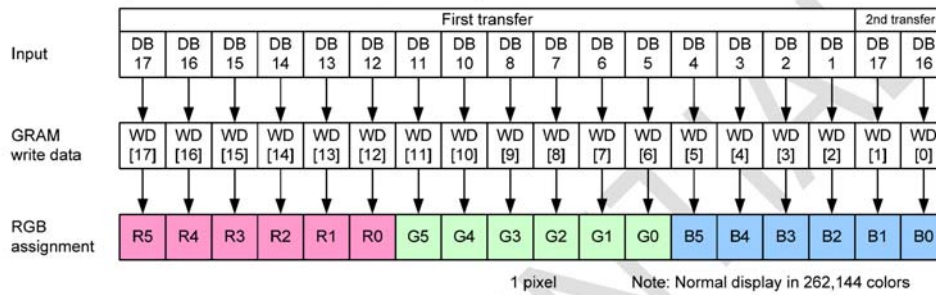 First transfer 2nd transfer
Input DB 17 DB 16 DB 15 DB 14 DB 13 DB 12 DB 11 DB 10 DB 8 DB 7 DB 6 DB 5 DB 4 DB 3 DB 2 DB 1 DB 17 DB 16
GRAM write data WD [17] WD [16] WD [15] WD [14] WD [13] WD [12] WD [11] WD [10] WD [9] WD [8] WD [7] WD [6] WD [5] WD [4] WD [3] WD [2] WD [1] WD [0]
RGB assignment R5 R4 R3 R2 R1 R0 G5 G4 G3 G2 G1 G0 B5 B4 B3 B2 B1 B0
1 pixel Note: Normal display in 262,144 colors